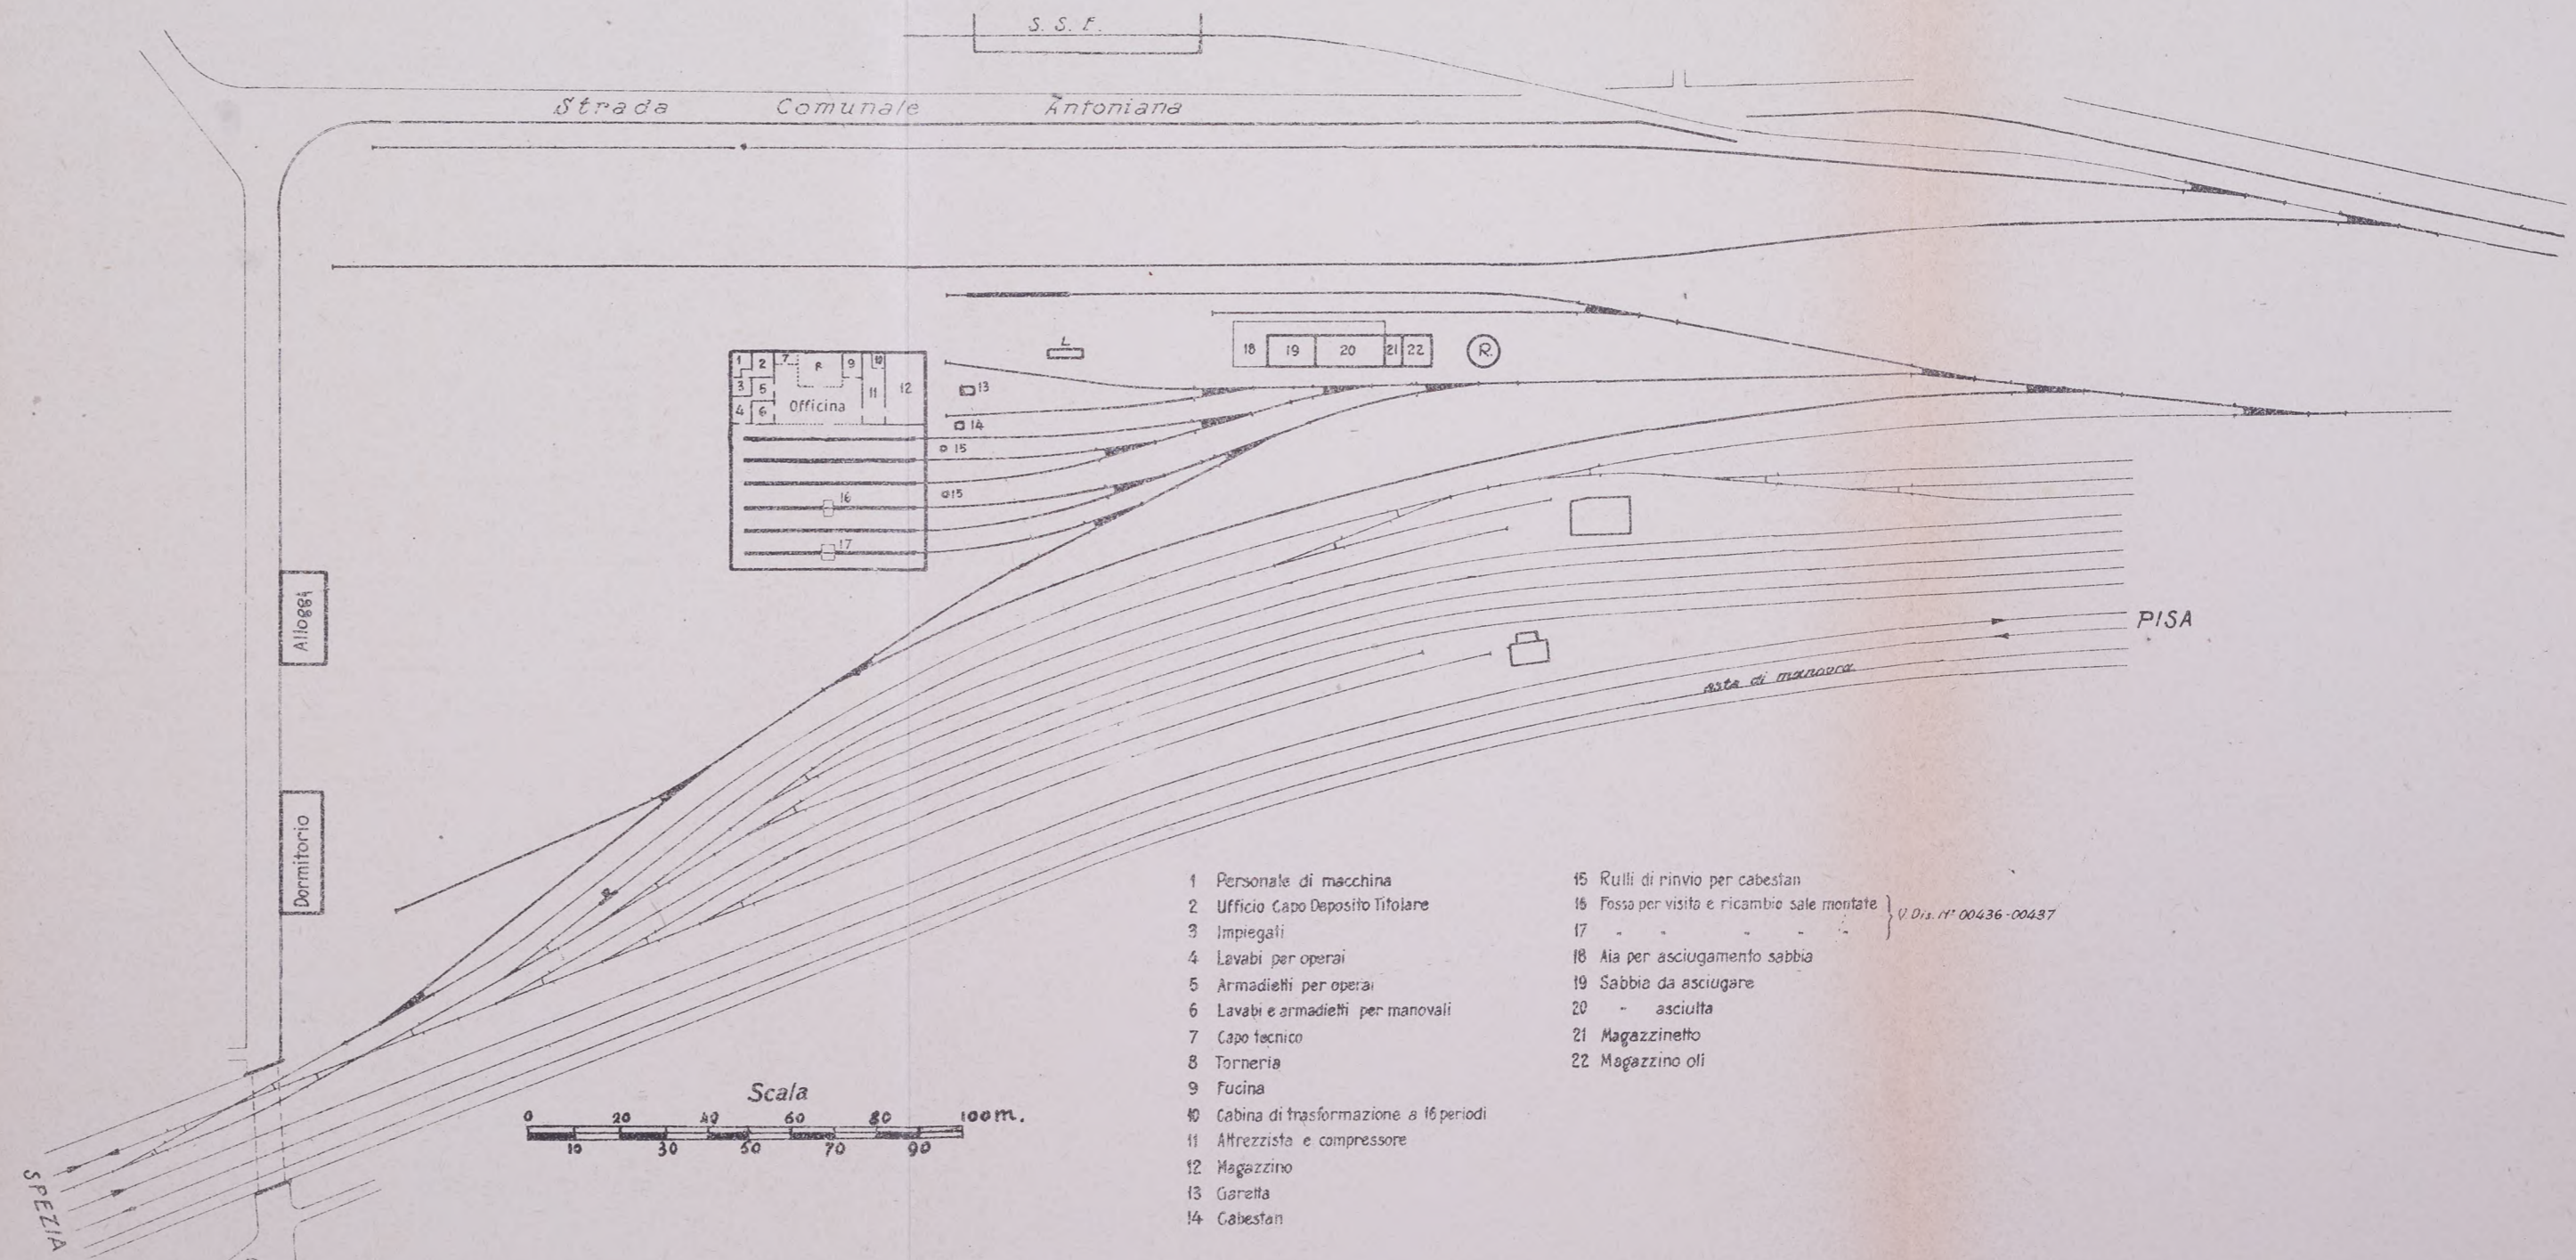 S. S. E.
Strada Comunale Antoniana
L
18 19 20 21 22
R.
1 2 7 R 9 10
3 5 11 12
13
4 6 Officina
14
15
16
15
17
Alloggi
PISA
asta di manovra
Dormitorio
1 Personale di macchina
2 Ufficio Capo Deposito Titolare
3 Impiegati
4 Lavabi per operai
5 Armadietti per operai
6 Lavabi e armadietti per manovali
7 Capo tecnico
8 Torneria
9 Fucina
10 Cabina di trasformazione a 16 periodi
11 Attrezzista e compressore
12 Magazzino
13 Garetta
14 Cabestan
15 Rulli di rinvio per cabestan
16 Fossa per visita e ricambio sale montate
17 " " " " "
V. Dis. N° 00436-00437
18 Aia per asciugamento sabbia
19 Sabbia da asciugare
20 " asciutta
21 Magazzinetto
22 Magazzino oli
Scala
0 20 40 60 80 100m.
10 30 50 70 90
SPEZIA